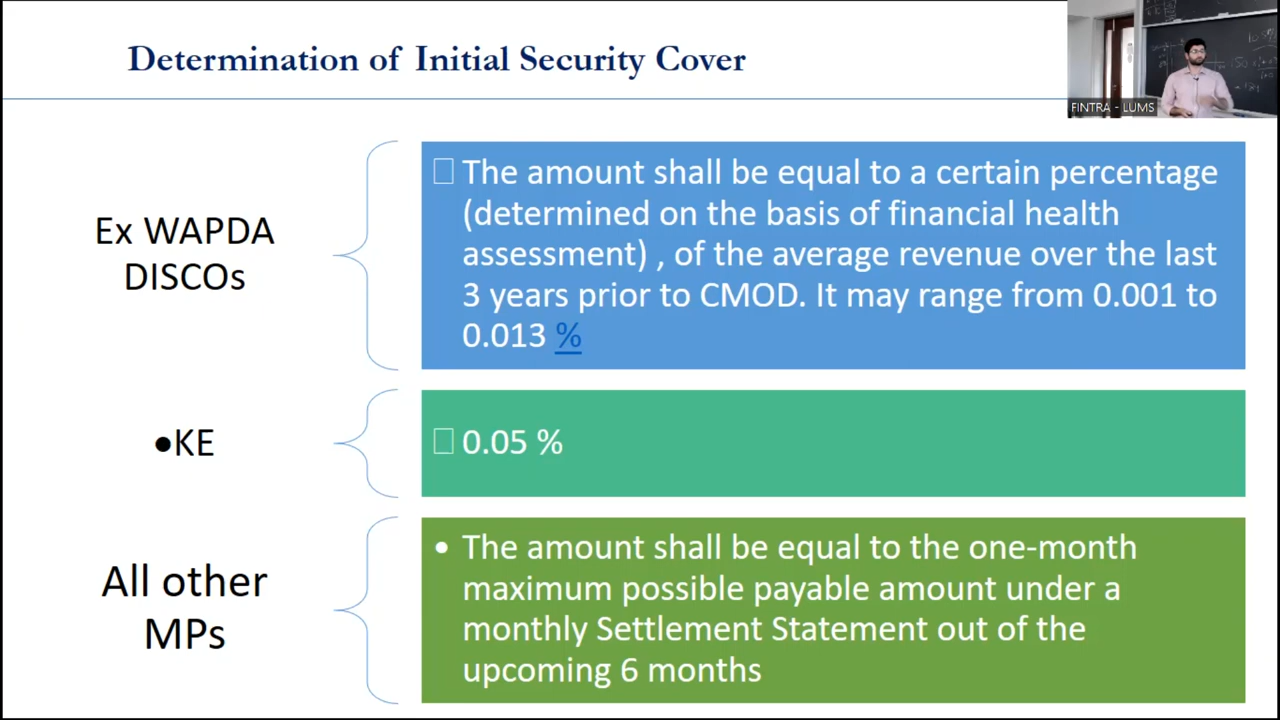 Determination of Initial Security Cover
FINTRA - LUMS
Ex WAPDA
DISCOs
The amount shall be equal to a certain percentage
(determined on the basis of financial health
assessment) , of the average revenue over the last
3 years prior to CMOD. It may range from 0.001 to
0.013 %
●KE
0.05 %
All other
MPs
• The amount shall be equal to the one-month
maximum possible payable amount under a
monthly Settlement Statement out of the
upcoming 6 months